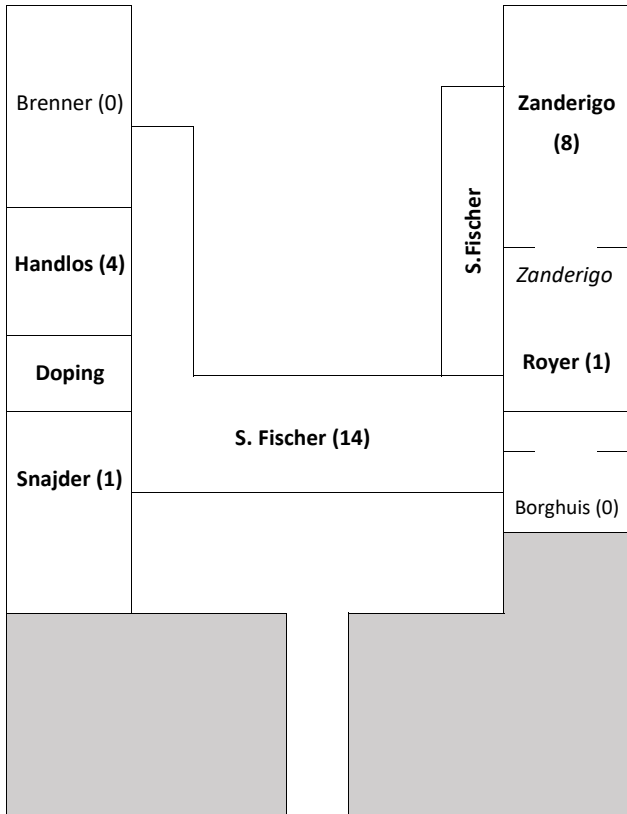 Brenner (0)
Zanderigo
(8)
S.Fischer
Handlos (4)
Zanderigo
Doping
Royer (1)
S. Fischer (14)
Snajder (1)
Borghuis (0)